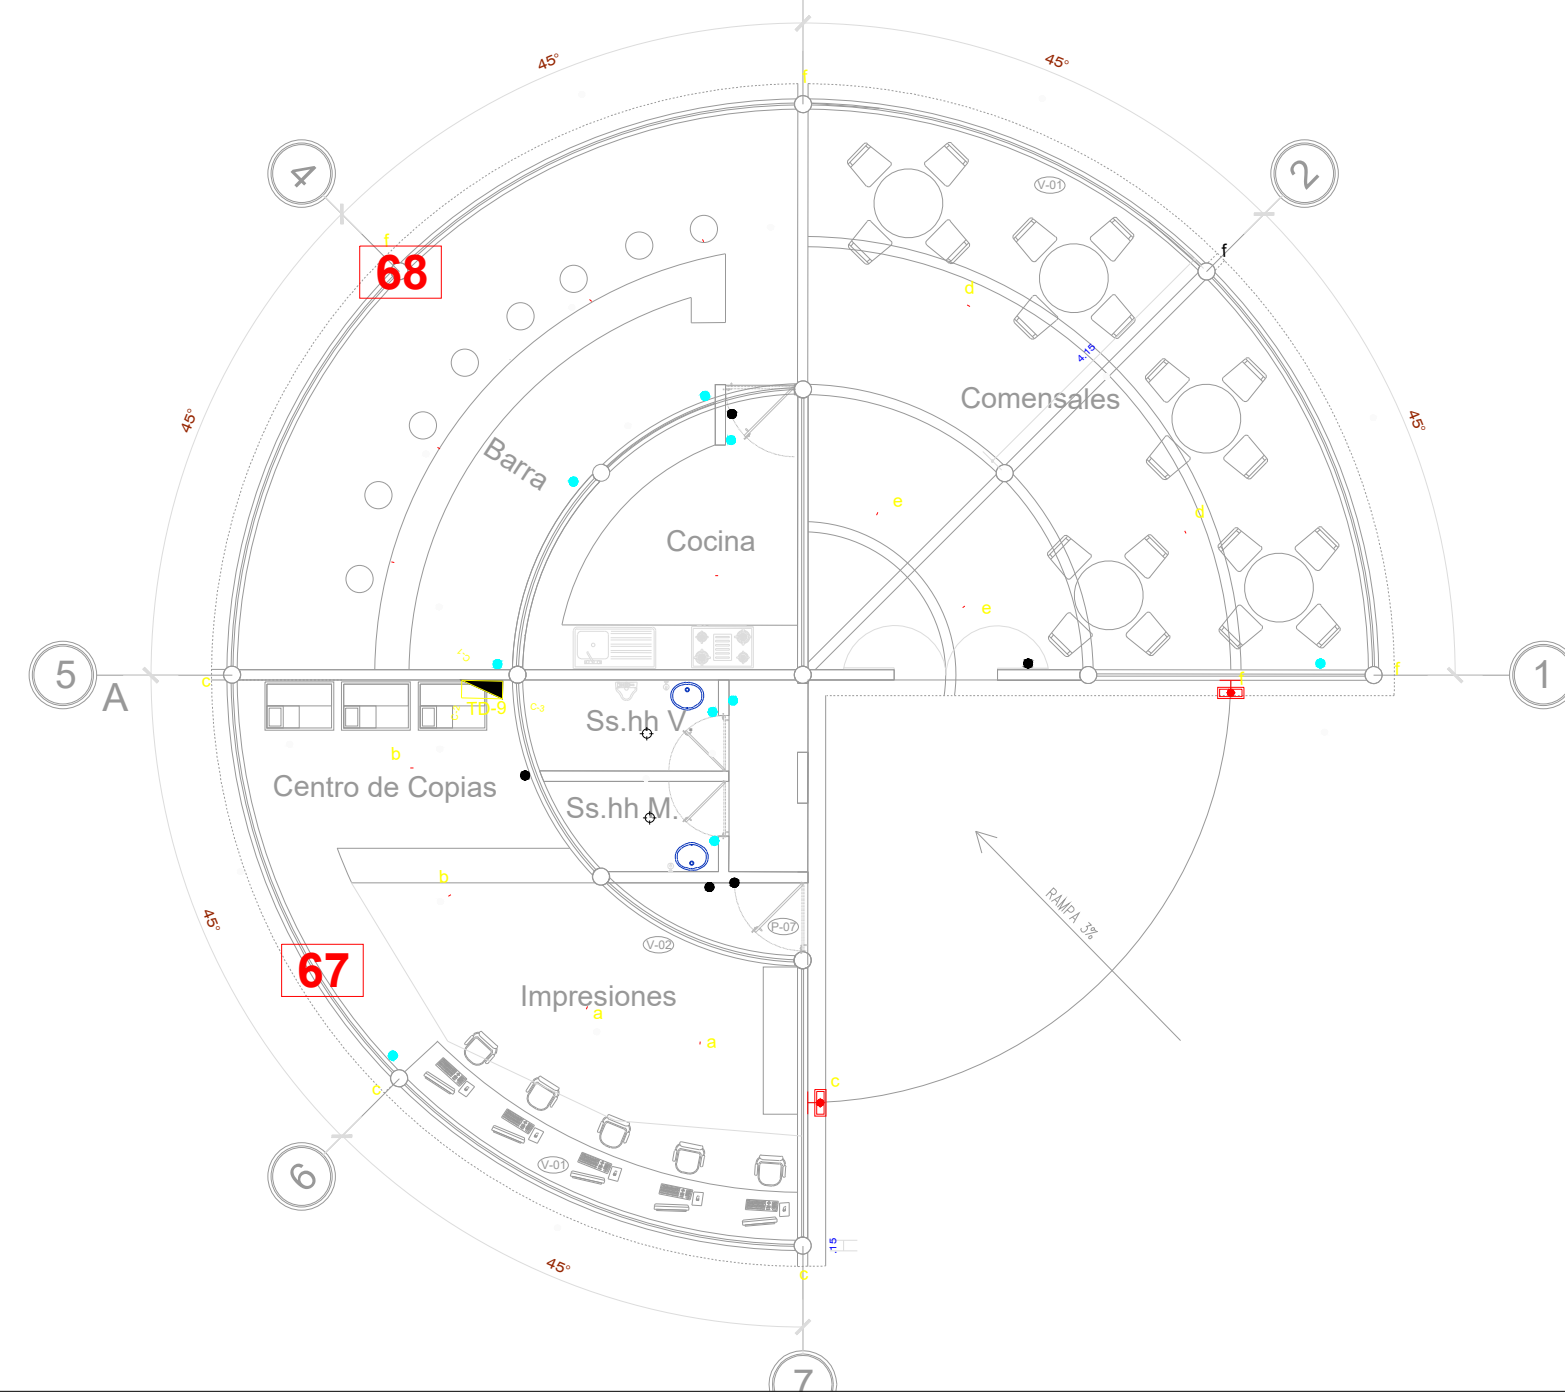 45°
45°
f
4
2
V-01
f
f
68
d
4.15
45°
Comensales
45°
Barra
e
d
Cocina
e
5
A
c
f
f
1
TD-9
Ss.hh V.
b
Centro de Copias
Ss.hh M.
b
RAMPA 3%
45°
P-07
V-02
67
Impresiones
a
a
c
c
6
V-01
.15
45°
c
7